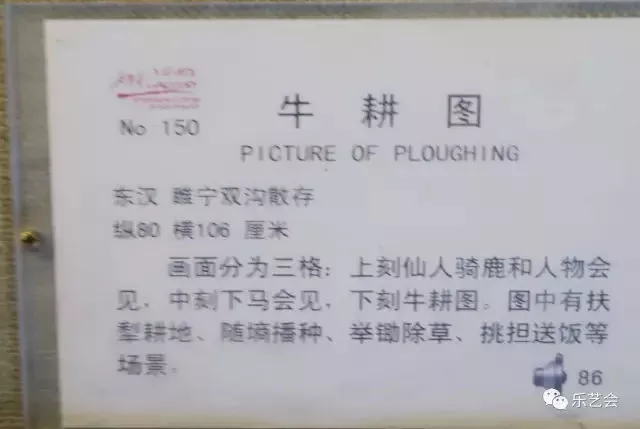 No 150
牛耕图
PICTURE OF PLOUGHING
东汉 睢宁双沟散存
纵80 横106 厘米
画面分为三格：上刻仙人骑鹿和人物会
见，中刻下马会见，下刻牛耕图。图中有扶
犁耕地、随墒播种、举锄除草、挑担送饭等
场景。
86
乐艺会